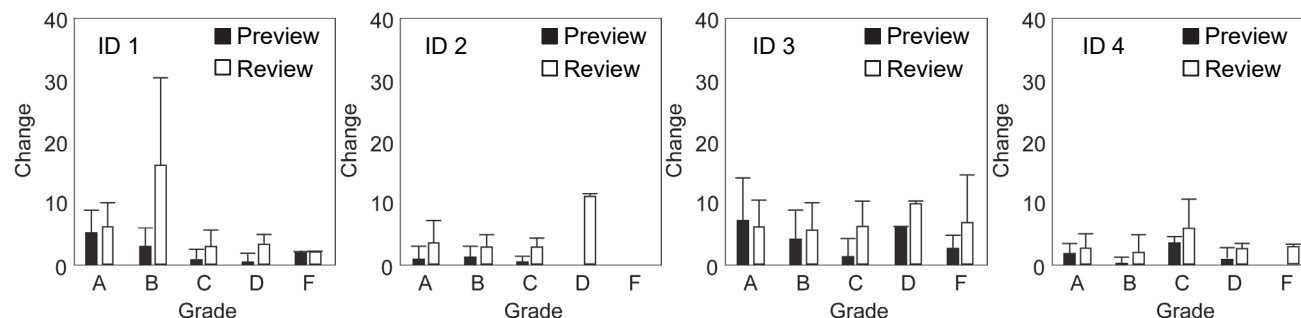 40
30
20
10
0
Change
ID 1
Preview
Review
A B C D F
Grade
40
30
20
10
0
Change
ID 2
Preview
Review
A B C D F
Grade
40
30
20
10
0
Change
ID 3
Preview
Review
A B C D F
Grade
40
30
20
10
0
Change
ID 4
Preview
Review
A B C D F
Grade